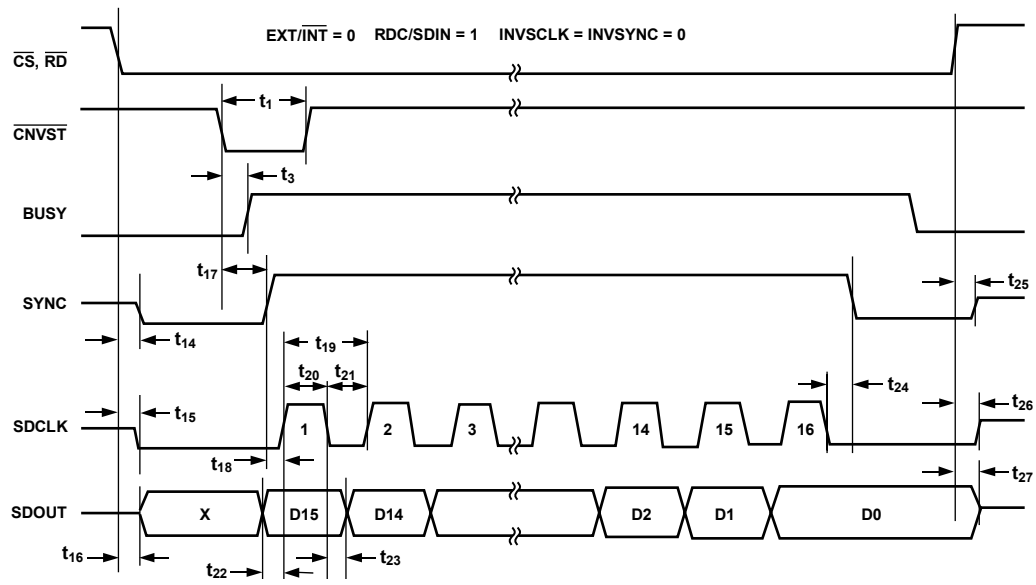 EXT/INT = 0 RDC/SDIN = 1 INVSCLK = INVSYNC = 0
CS, RD
t1
CNVST
t3
BUSY
t17
SYNC
t25
t14
t19
t20 t21
t24
t15
t26
SDCLK
1 2 3 14 15 16
t18
t27
SDOUT
X D15 D14 D2 D1 D0
t16
t22
t23